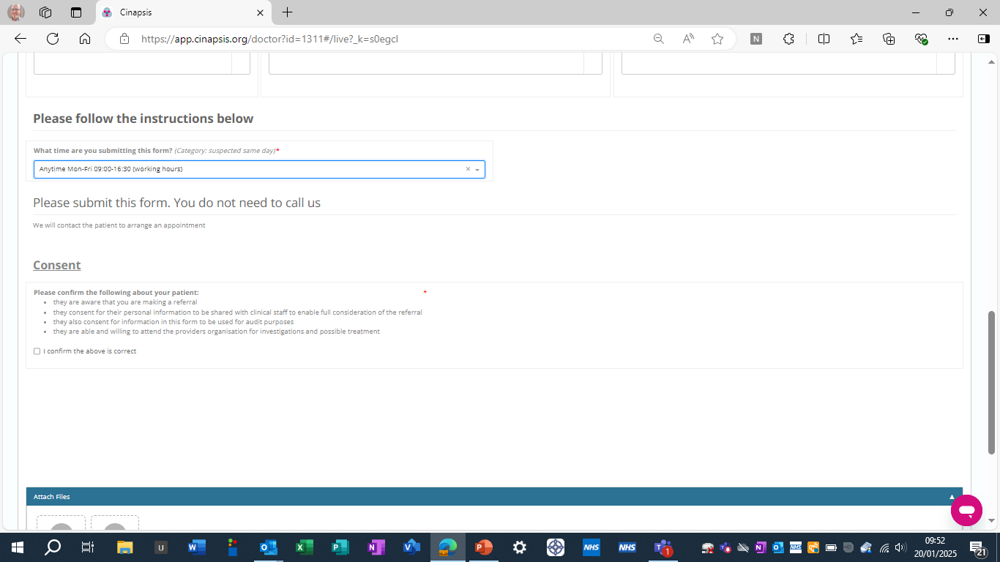 Cinapsis
https://app.cinapsis.org/doctor?id=1311#/live?_k=s0egcl
N
Please follow the instructions below
What time are you submitting this form? (Category: suspected same day)*
Anytime Mon-Fri 09:00-16:30 (working hours)
Please submit this form. You do not need to call us
We will contact the patient to arrange an appointment
Consent
Please confirm the following about your patient: *
• they are aware that you are making a referral
• they consent for their personal information to be shared with clinical staff to enable full consideration of the referral
• they also consent for information in this form to be used for audit purposes
• they are able and willing to attend the providers organisation for investigations and possible treatment
I confirm the above is correct
Attach Files
U
NHS
NHS
1
09:52
20/01/2025
21